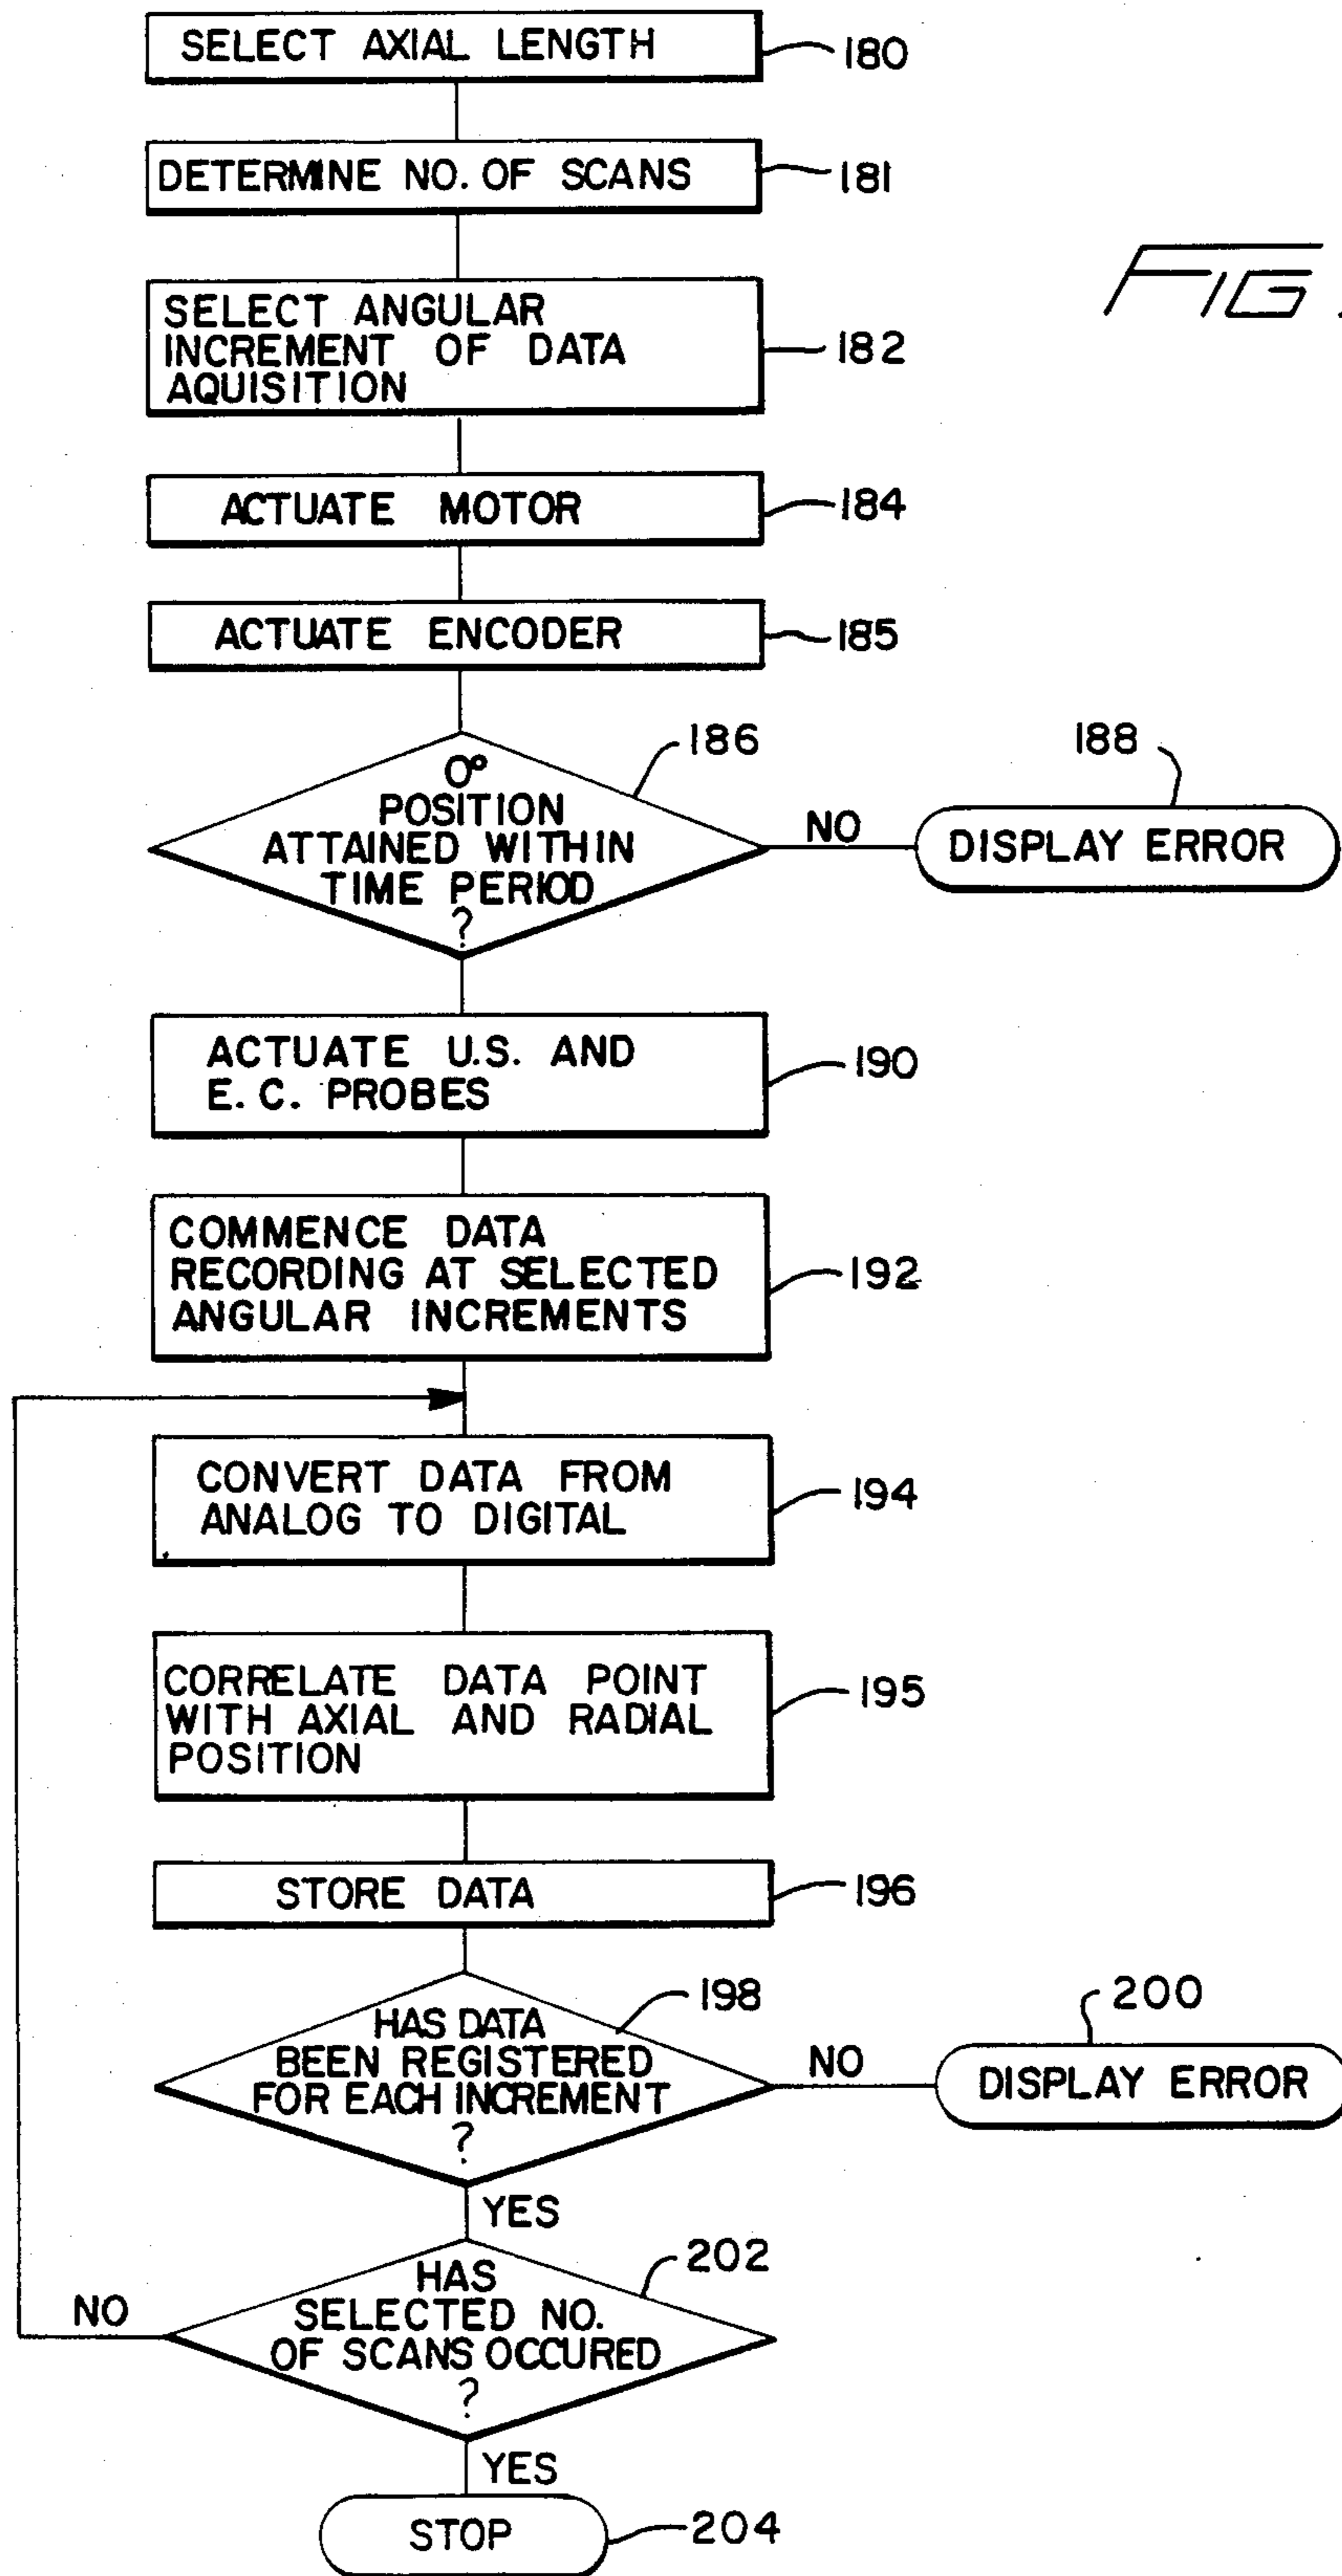 SELECT AXIAL LENGTH
180
DETERMINE NO. OF SCANS
181
FIG.
SELECT ANGULAR
INCREMENT OF DATA
AQUISITION
182
ACTUATE MOTOR
184
ACTUATE ENCODER
185
186
0°
POSITION
ATTAINED WITHIN
TIME PERIOD
?
NO
188
DISPLAY ERROR
ACTUATE U.S. AND
E.C. PROBES
190
COMMENCE DATA
RECORDING AT SELECTED
ANGULAR INCREMENTS
192
CONVERT DATA FROM
ANALOG TO DIGITAL
194
CORRELATE DATA POINT
WITH AXIAL AND RADIAL
POSITION
195
STORE DATA
196
198
HAS DATA
BEEN REGISTERED
FOR EACH INCREMENT
?
NO
200
DISPLAY ERROR
YES
202
HAS
SELECTED NO.
OF SCANS OCCURED
?
NO
YES
STOP
204